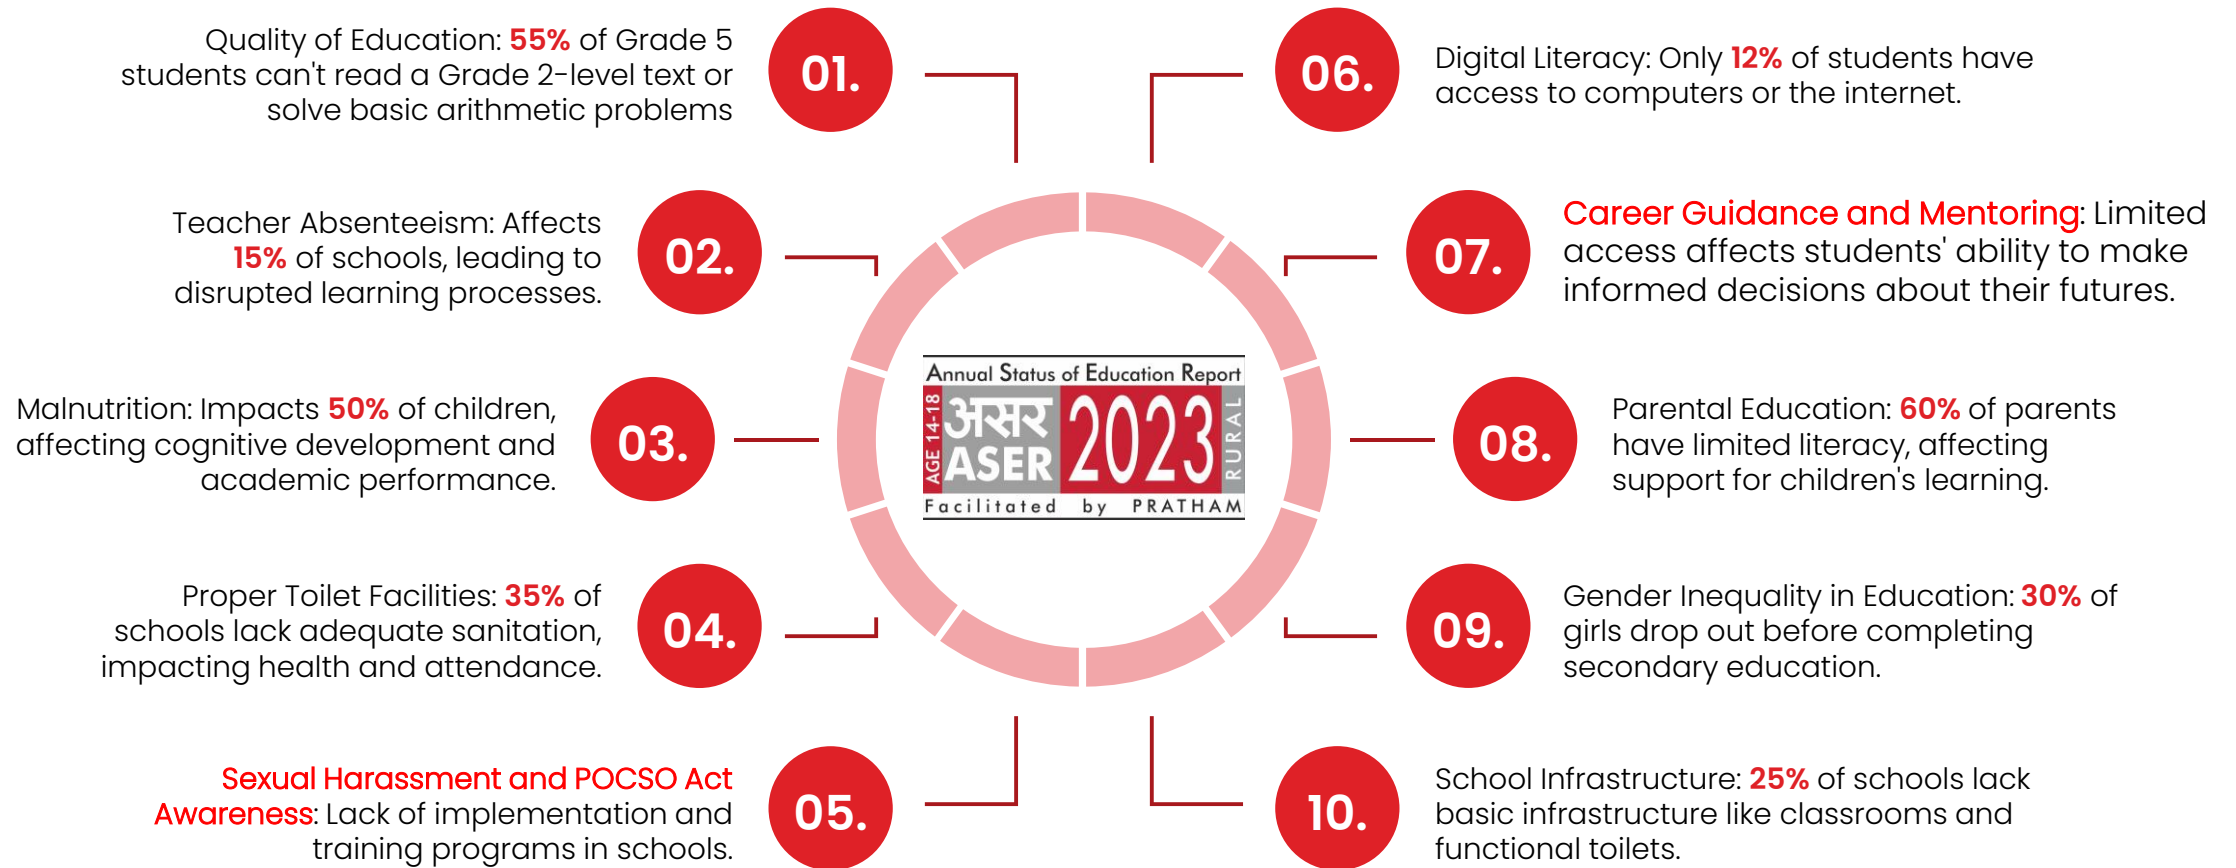 Quality of Education: 55% of Grade 5
students can't read a Grade 2-level text or
solve basic arithmetic problems
01.
Teacher Absenteeism: Affects
15% of schools, leading to
disrupted learning processes.
02.
Malnutrition: Impacts 50% of children,
affecting cognitive development and
academic performance.
03.
Proper Toilet Facilities: 35% of
schools lack adequate sanitation,
impacting health and attendance.
04.
Sexual Harassment and POCSO Act
Awareness: Lack of implementation and
training programs in schools.
05.
Annual Status of Education Report
AGE 14-18
असर
ASER
2023
RURAL
Facilitated by PRATHAM
06.
Digital Literacy: Only 12% of students have
access to computers or the internet.
07.
Career Guidance and Mentoring: Limited
access affects students' ability to make
informed decisions about their futures.
08.
Parental Education: 60% of parents
have limited literacy, affecting
support for children's learning.
09.
Gender Inequality in Education: 30% of
girls drop out before completing
secondary education.
10.
School Infrastructure: 25% of schools lack
basic infrastructure like classrooms and
functional toilets.